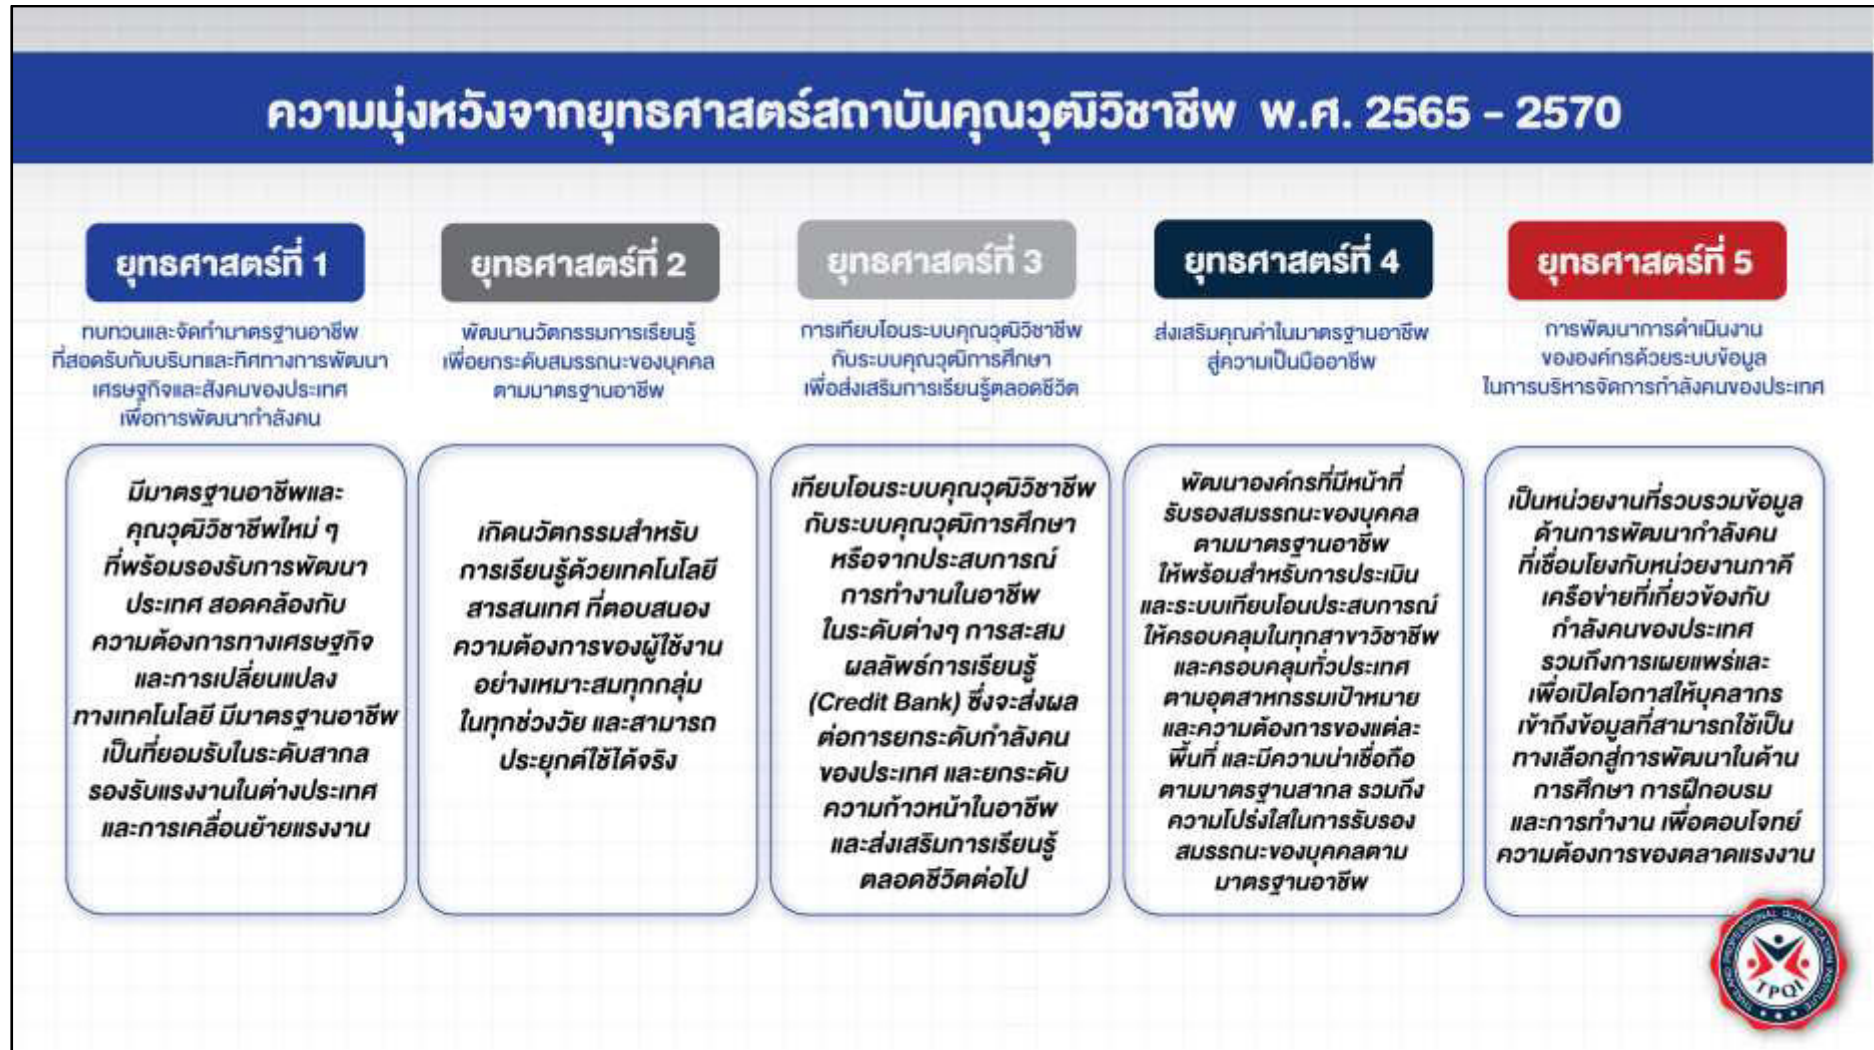 ความมุ่งหวังจากยุทธศาสตร์สถาบันคุณวุฒิวิชาชีพ พ.ศ. 2565 - 2570
ยุทธศาสตร์ที่ 1
ทบทวนและจัดทำมาตรฐานอาชีพ
ที่สอดรับกับบริบทและทิศทางการพัฒนา
เศรษฐกิจและสังคมของประเทศ
เพื่อการพัฒนากำลังคน
มีมาตรฐานอาชีพและ
คุณวุฒิวิชาชีพใหม่ ๆ
ที่พร้อมรองรับการพัฒนา
ประเทศ สอดคล้องกับ
ความต้องการทางเศรษฐกิจ
และการเปลี่ยนแปลง
ทางเทคโนโลยี มีมาตรฐานอาชีพ
เป็นที่ยอมรับในระดับสากล
รองรับแรงงานในต่างประเทศ
และการเคลื่อนย้ายแรงงาน
ยุทธศาสตร์ที่ 2
พัฒนานวัตกรรมการเรียนรู้
เพื่อยกระดับสมรรถนะของบุคคล
ตามมาตรฐานอาชีพ
เกิดนวัตกรรมสำหรับ
การเรียนรู้ด้วยเทคโนโลยี
สารสนเทศ ที่ตอบสนอง
ความต้องการของผู้ใช้งาน
อย่างเหมาะสมทุกกลุ่ม
ในทุกช่วงวัย และสามารถ
ประยุกต์ใช้ได้จริง
ยุทธศาสตร์ที่ 3
การเทียบโอนระบบคุณวุฒิวิชาชีพ
กับระบบคุณวุฒิการศึกษา
เพื่อส่งเสริมการเรียนรู้ตลอดชีวิต
เทียบโอนระบบคุณวุฒิวิชาชีพ
กับระบบคุณวุฒิการศึกษา
หรือจากประสบการณ์
การทำงานในอาชีพ
ในระดับต่างๆ การสะสม
ผลลัพธ์การเรียนรู้
(Credit Bank) ซึ่งจะส่งผล
ต่อการยกระดับกำลังคน
ของประเทศ และยกระดับ
ความก้าวหน้าในอาชีพ
และส่งเสริมการเรียนรู้
ตลอดชีวิตต่อไป
ยุทธศาสตร์ที่ 4
ส่งเสริมคุณค่าในมาตรฐานอาชีพ
สู่ความเป็นมืออาชีพ
พัฒนาองค์กรที่มีหน้าที่
รับรองสมรรถนะของบุคคล
ตามมาตรฐานอาชีพ
ให้พร้อมสำหรับการประเมิน
และระบบเทียบโอนประสบการณ์
ให้ครอบคลุมในทุกสาขาวิชาชีพ
และครอบคลุมทั่วประเทศ
ตามอุตสาหกรรมเป้าหมาย
และความต้องการของแต่ละ
พื้นที่ และมีความน่าเชื่อถือ
ตามมาตรฐานสากล รวมถึง
ความโปร่งใสในการรับรอง
สมรรถนะของบุคคลตาม
มาตรฐานอาชีพ
ยุทธศาสตร์ที่ 5
การพัฒนาการดำเนินงาน
ขององค์กรด้วยระบบข้อมูล
ในการบริหารจัดการกำลังคนของประเทศ
เป็นหน่วยงานที่รวบรวมข้อมูล
ด้านการพัฒนากำลังคน
ที่เชื่อมโยงกับหน่วยงานภาคี
เครือข่ายที่เกี่ยวข้องกับ
กำลังคนของประเทศ
รวมถึงการเผยแพร่และ
เพื่อเปิดโอกาสให้บุคลากร
เข้าถึงข้อมูลที่สามารถใช้เป็น
ทางเลือกสู่การพัฒนาในด้าน
การศึกษา การฝึกอบรม
และการทำงาน เพื่อตอบโจทย์
ความต้องการของตลาดแรงงาน
THAILAND PROFESSIONAL QUALIFICATION INSTITUTE
TPQI